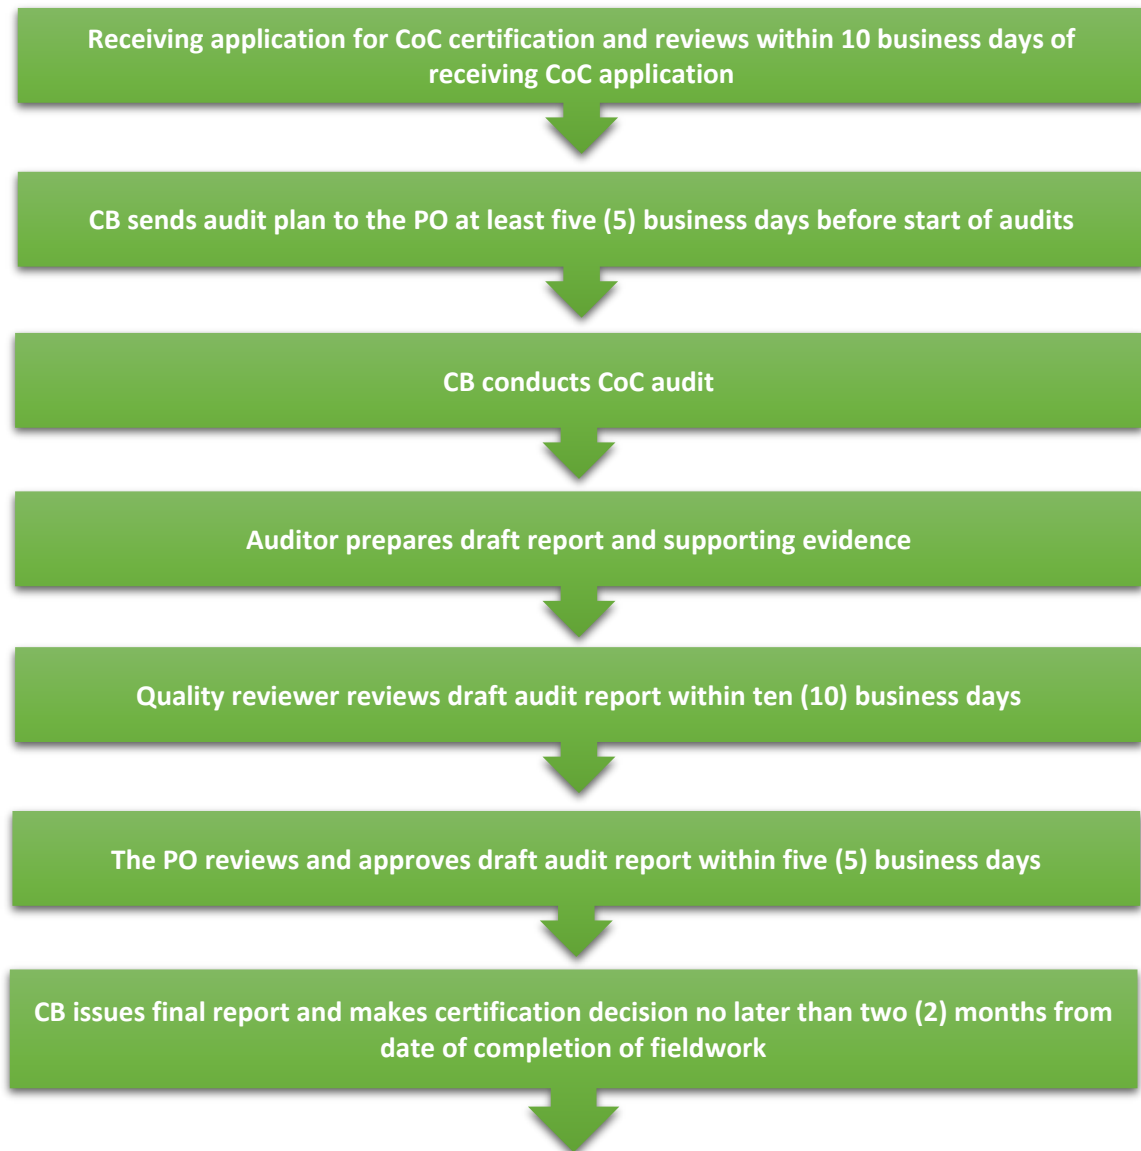 Receiving application for CoC certification and reviews within 10 business days of
receiving CoC application
CB sends audit plan to the PO at least five (5) business days before start of audits
CB conducts CoC audit
Auditor prepares draft report and supporting evidence
Quality reviewer reviews draft audit report within ten (10) business days
The PO reviews and approves draft audit report within five (5) business days
CB issues final report and makes certification decision no later than two (2) months from
date of completion of fieldwork